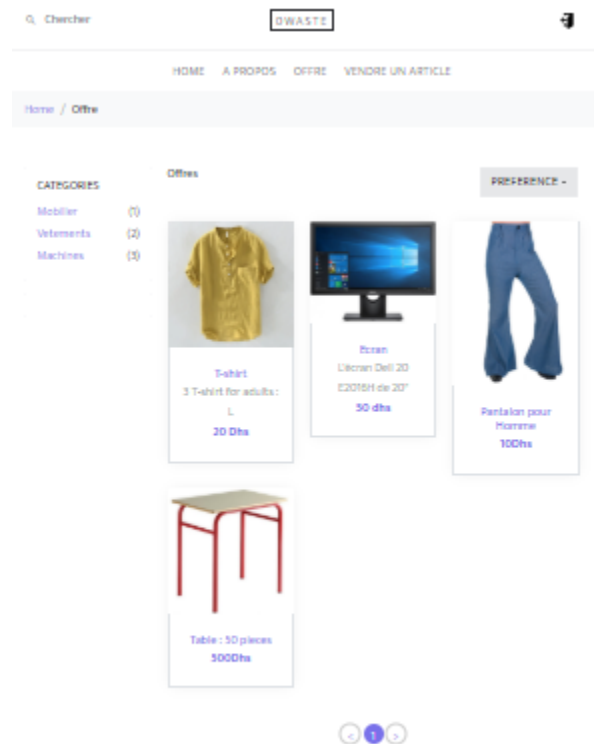 Chercher
DWASTE
HOME A PROPOS OFFRE VENDRE UN ARTICLE
Home / Offre
CATEGORIES
Mobilier (1)
Vetements (2)
Machines (3)
Offres
PREFERENCE
T-shirt
3 T-shirt for adults :
L
20 Dhs
Ecran
L'écran Dell 20
E2016H de 20"
50 dhs
Pantalon pour
Homme
10Dhs
Table : 50 pieces
500Dhs
< 1 >